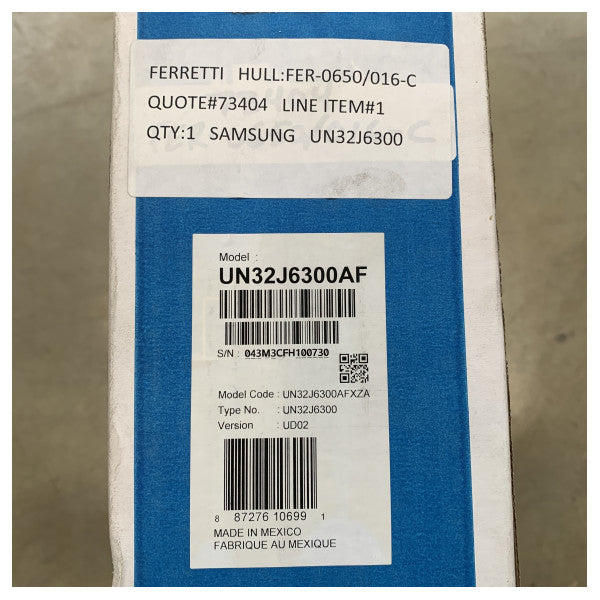 FERRETTI HULL:FER-0650/016-C
QUOTE#73404 LINE ITEM#1
QTY:1 SAMSUNG UN32J6300
Model :
UN32J6300AF
S/N : 043M3CFH100730
Model Code : UN32J6300AFXZA
Type No. : UN32J6300
Version : UD02
8 87276 10699 1
MADE IN MEXICO
FABRIQUE AU MEXIQUE